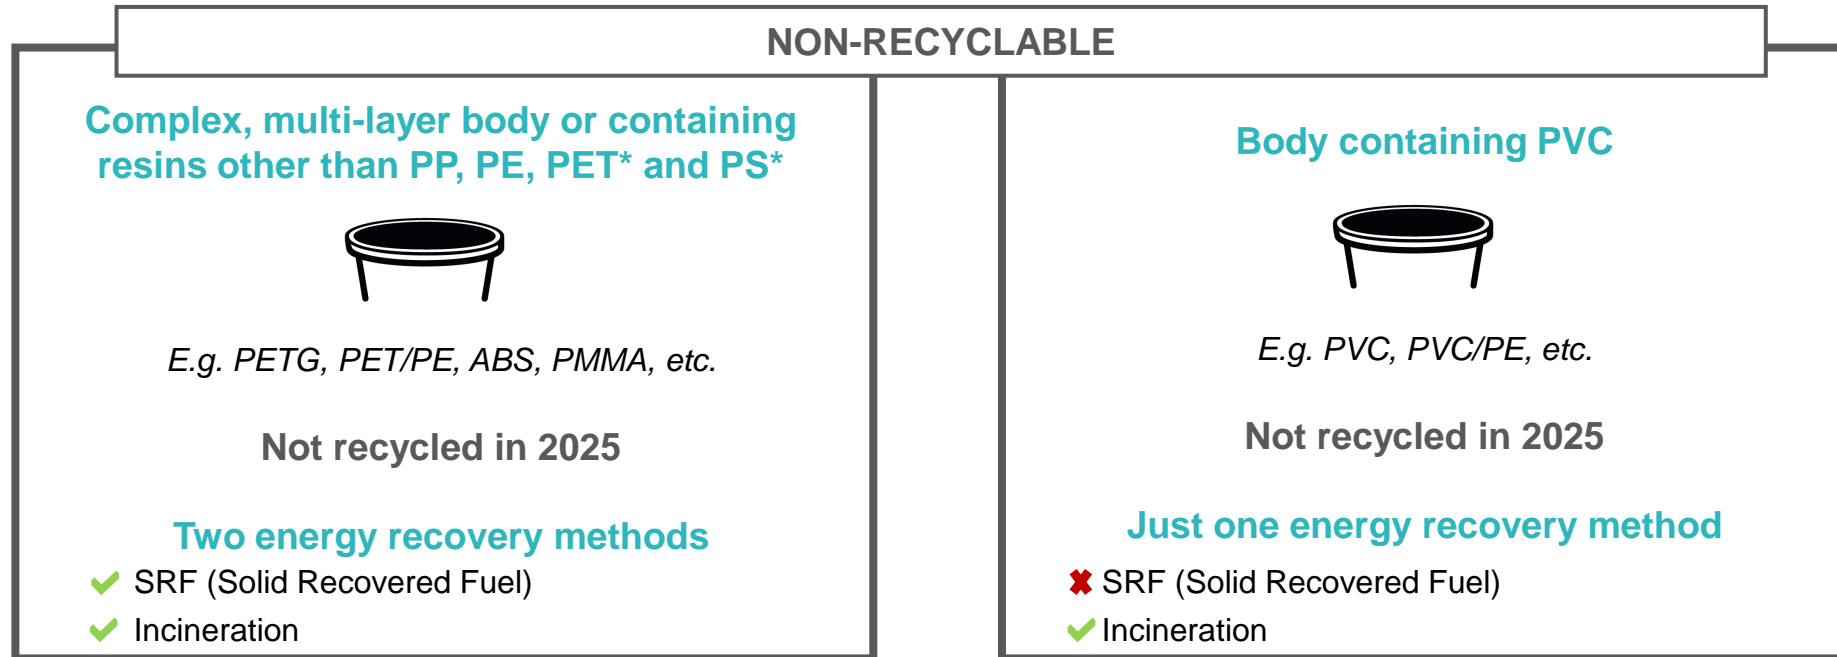 NON-RECYCLABLE
Complex, multi-layer body or containing
resins other than PP, PE, PET* and PS*
E.g. PETG, PET/PE, ABS, PMMA, etc.
Not recycled in 2025
Two energy recovery methods
SRF (Solid Recovered Fuel)
Incineration
Body containing PVC
E.g. PVC, PVC/PE, etc.
Not recycled in 2025
Just one energy recovery method
SRF (Solid Recovered Fuel)
Incineration